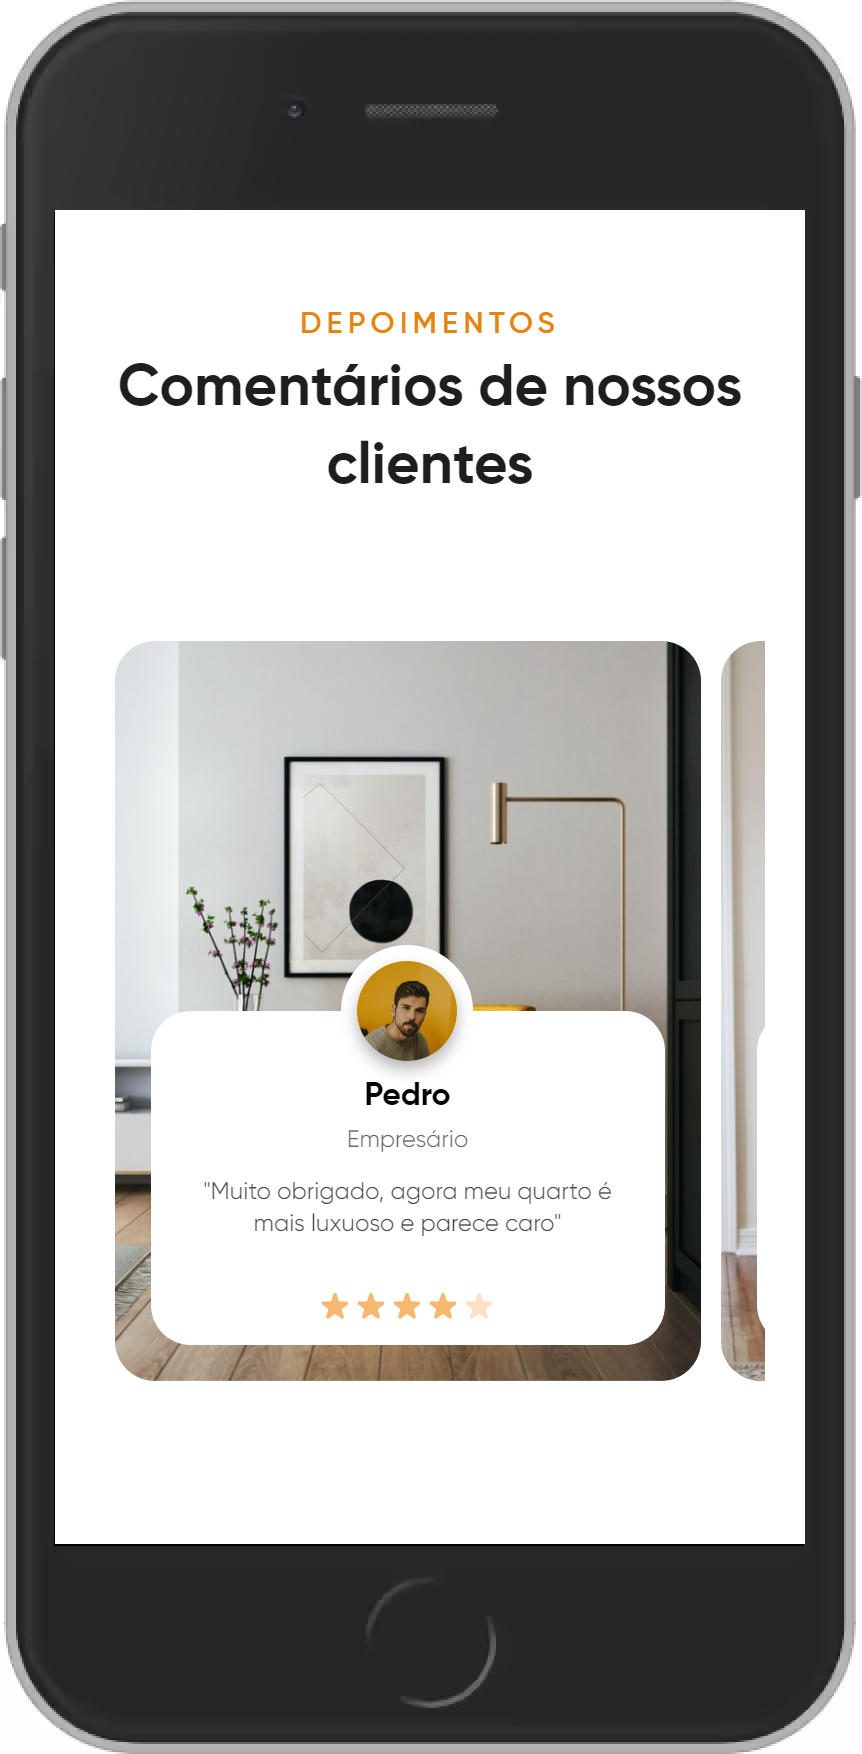 DEPOIMENTOS
Comentários de nossos
clientes
Pedro
Empresário
"Muito obrigado, agora meu quarto é
mais luxuoso e parece caro"